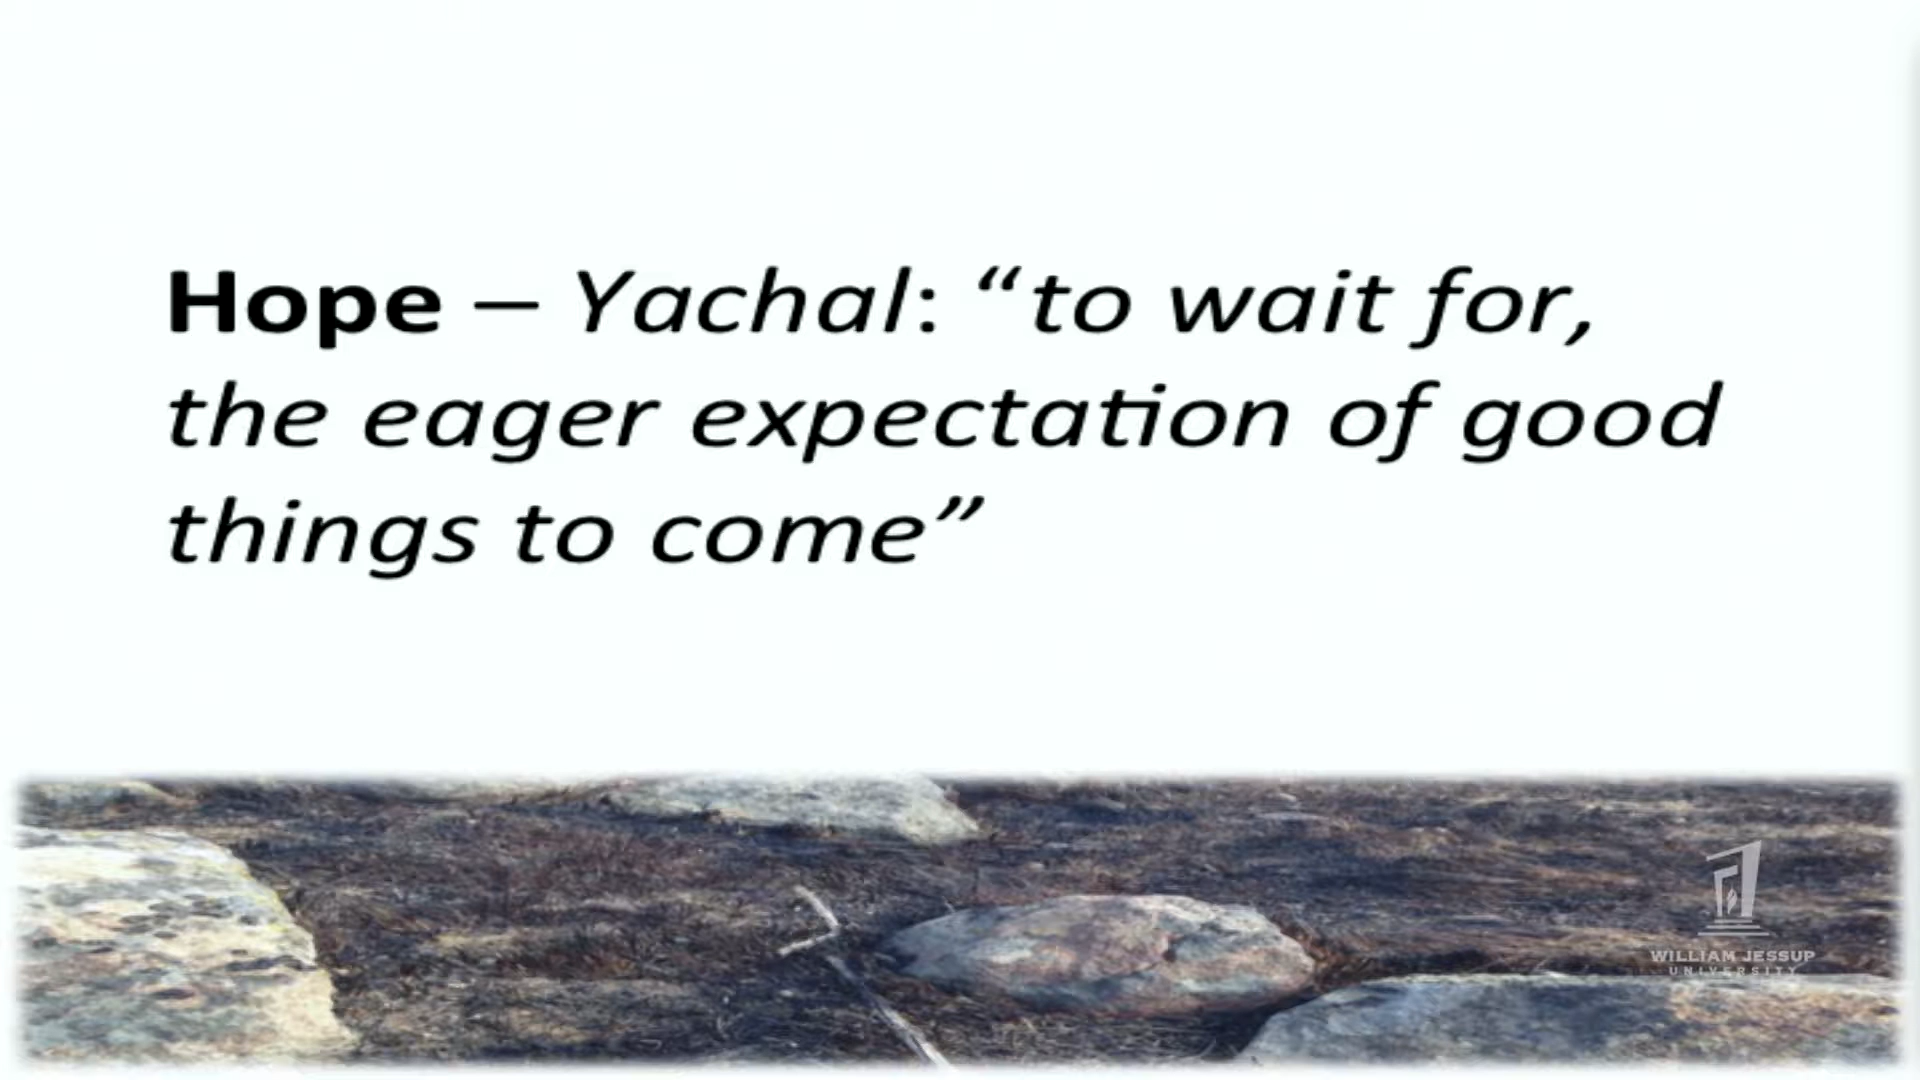 Hope – Yachal: “to wait for,
the eager expectation of good
things to come”
WILLIAM JESSUP
UNIVERSITY